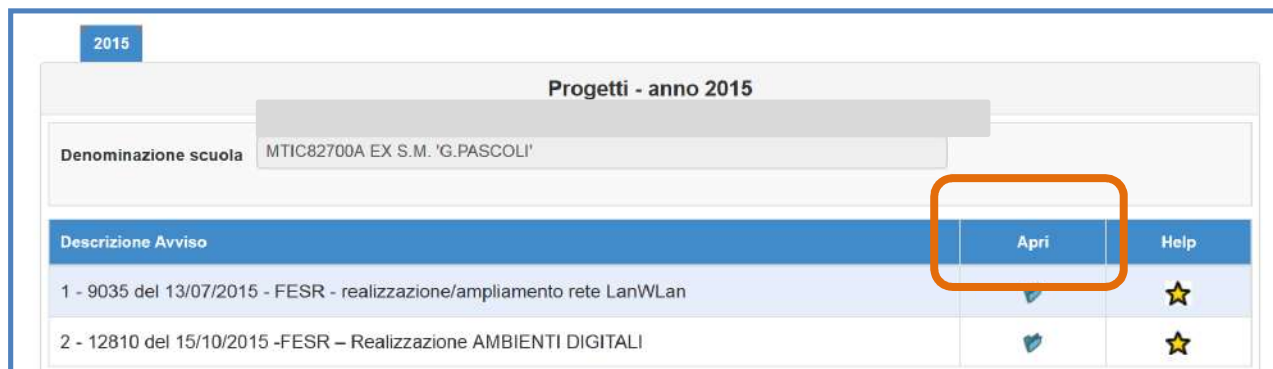 2015
Progetti - anno 2015
Denominazione scuola MTIC82700A EX S.M. 'G.PASCOLI'
Descrizione Avviso Apri Help
1 - 9035 del 13/07/2015 - FESR - realizzazione/ampliamento rete LanWLan
2 - 12810 del 15/10/2015 -FESR – Realizzazione AMBIENTI DIGITALI